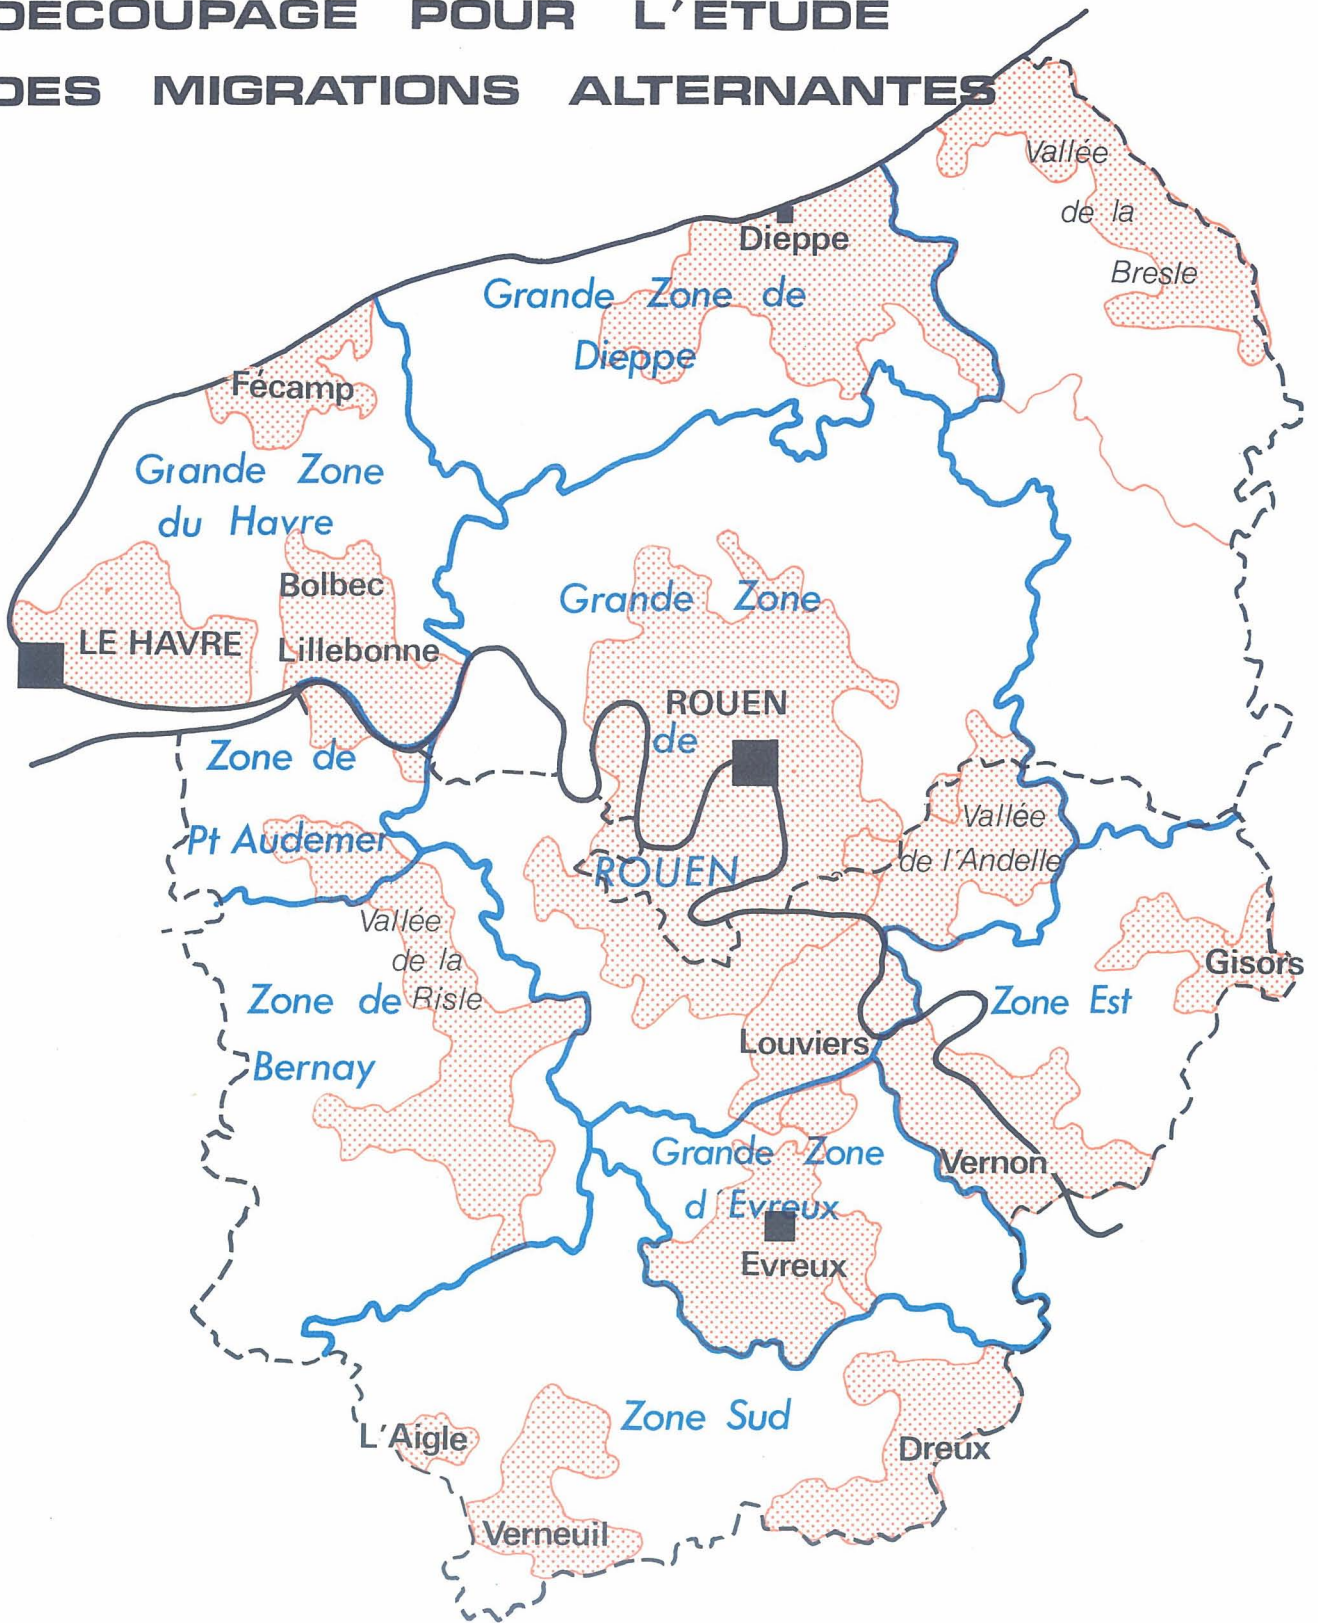 DECOUPAGE POUR L'ETUDE
DES MIGRATIONS ALTERNANTES
Vallée
de la
Bresle
Dieppe
Grande Zone de
Dieppe
Fécamp
Grande Zone
du Havre
Bolbec
Lillebonne
LE HAVRE
Grande Zone
ROUEN
de
ROUEN
Zone de
Pt Audemer
Vallée
de l'Andelle
Vallée
de la
Risle
Zone de
Bernay
Gisors
Zone Est
Louviers
Grande Zone
d'Evreux
Evreux
Vernon
Zone Sud
L'Aigle
Dreux
Verneuil